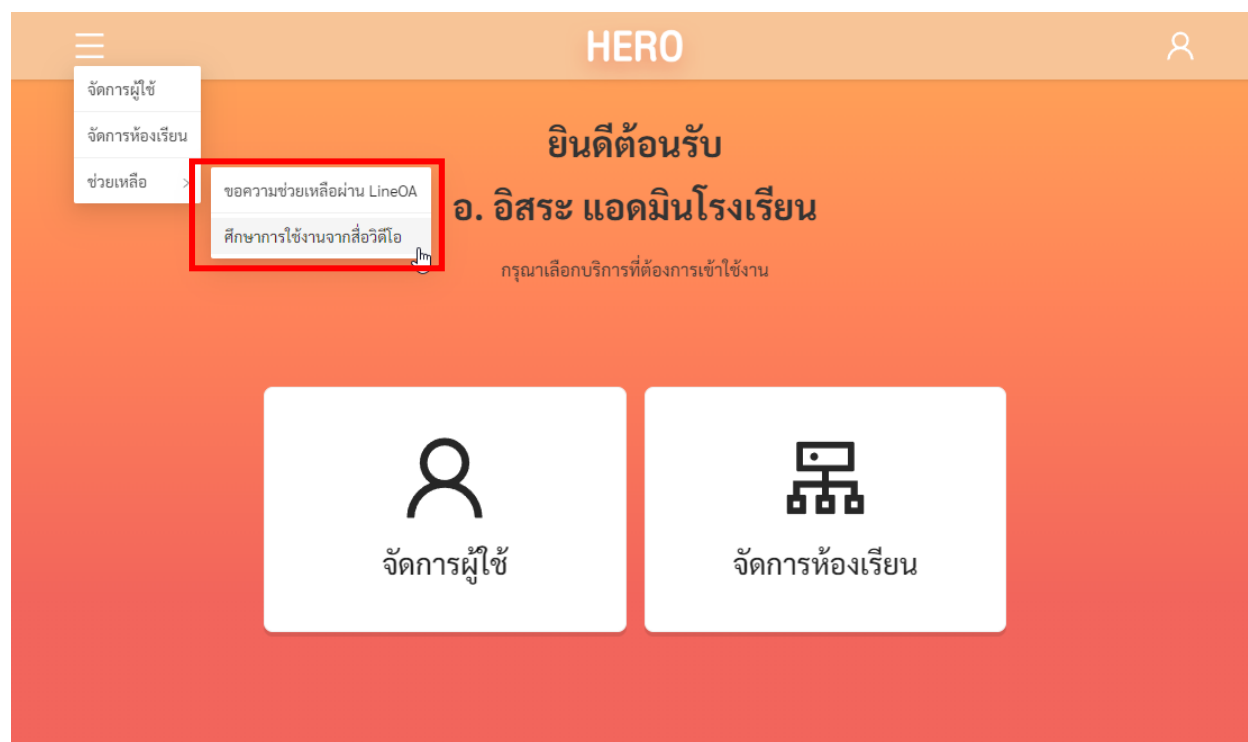 HERO
จัดการผู้ใช้
จัดการห้องเรียน
ช่วยเหลือ >
ขอความช่วยเหลือผ่าน LineOA
ศึกษาการใช้งานจากสื่อวิดีโอ
ยินดีต้อนรับ
อ. อิสระ แอดมินโรงเรียน
กรุณาเลือกบริการที่ต้องการเข้าใช้งาน
จัดการผู้ใช้
จัดการห้องเรียน